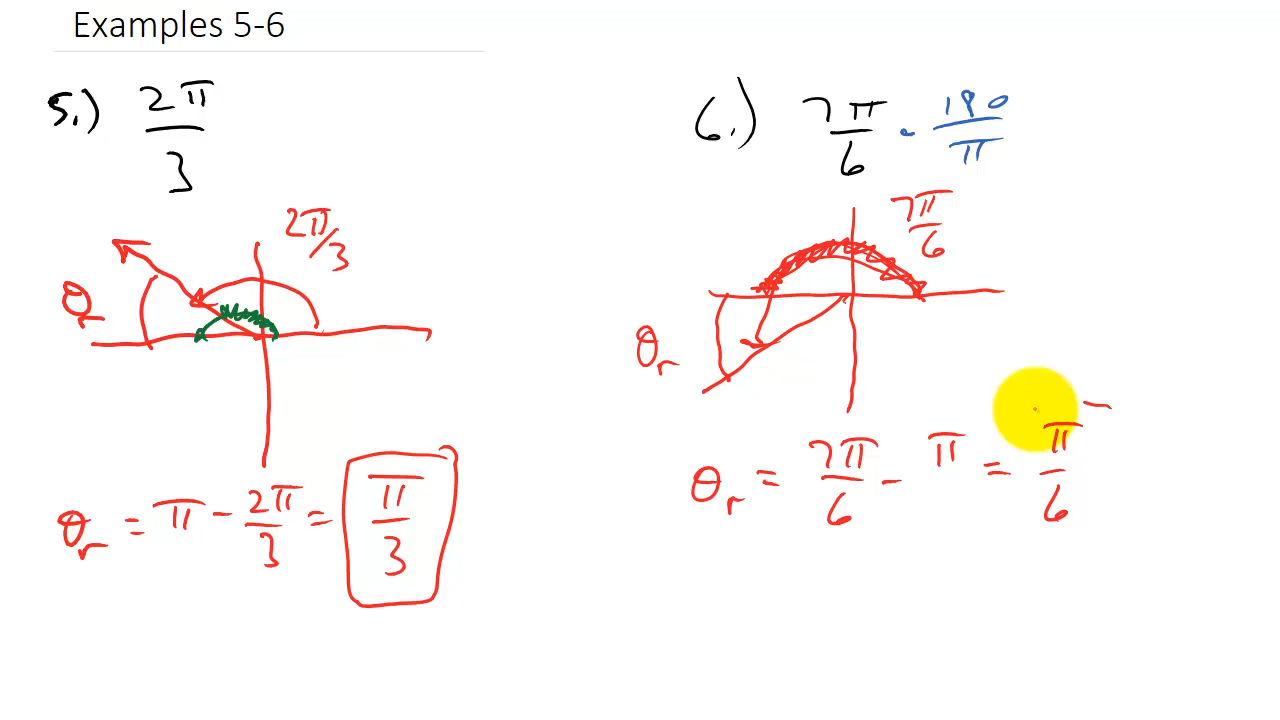 Examples 5-6
5.) 2π/3
2π/3
θr
θr = π - 2π/3 = π/3
6.) 7π/6 · 180/π
7π/6
θr
θr = 7π/6 - π = π/6